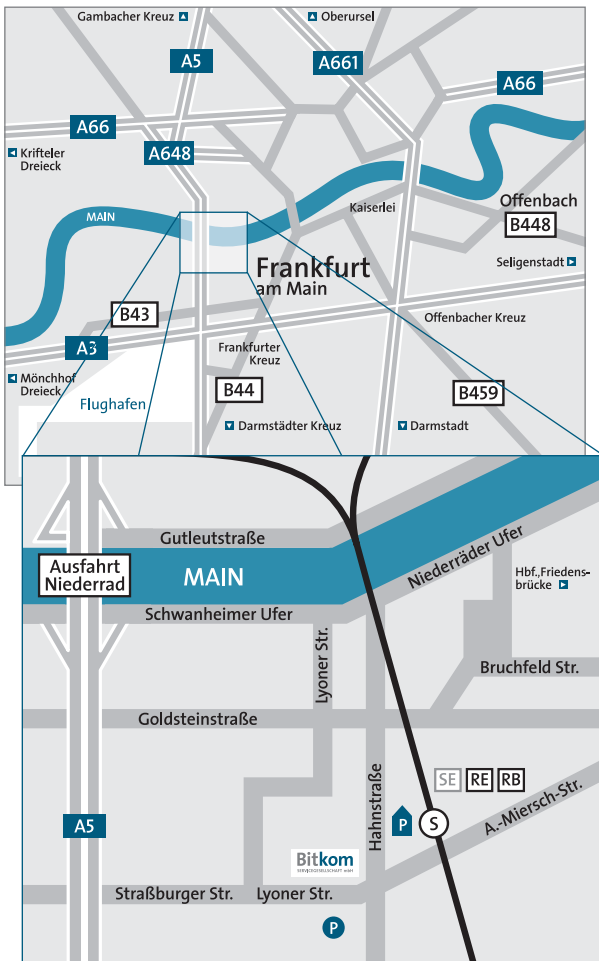 Gambacher Kreuz
Oberursel
A5
A661
A66
A66
A648
Krifteler
Dreieck
MAIN
Kaiserlei
Offenbach
B448
Seligenstadt
Frankfurt
am Main
B43
Offenbacher Kreuz
A3
Frankfurter
Kreuz
Mönchhof
Dreieck
B44
B459
Flughafen
Darmstädter Kreuz
Darmstadt
Gutleutstraße
Ausfahrt
Niederrad
MAIN
Niederräder Ufer
Hbf.,Friedens-
brücke
Schwanheimer Ufer
Lyoner Str.
Bruchfeld Str.
Goldsteinstraße
Hahnstraße
SE RE RB
A.-Miersch-Str.
A5
P
S
Bitkom
SERVICEGESELLSCHAFT mbH
Straßburger Str.
Lyoner Str.
P